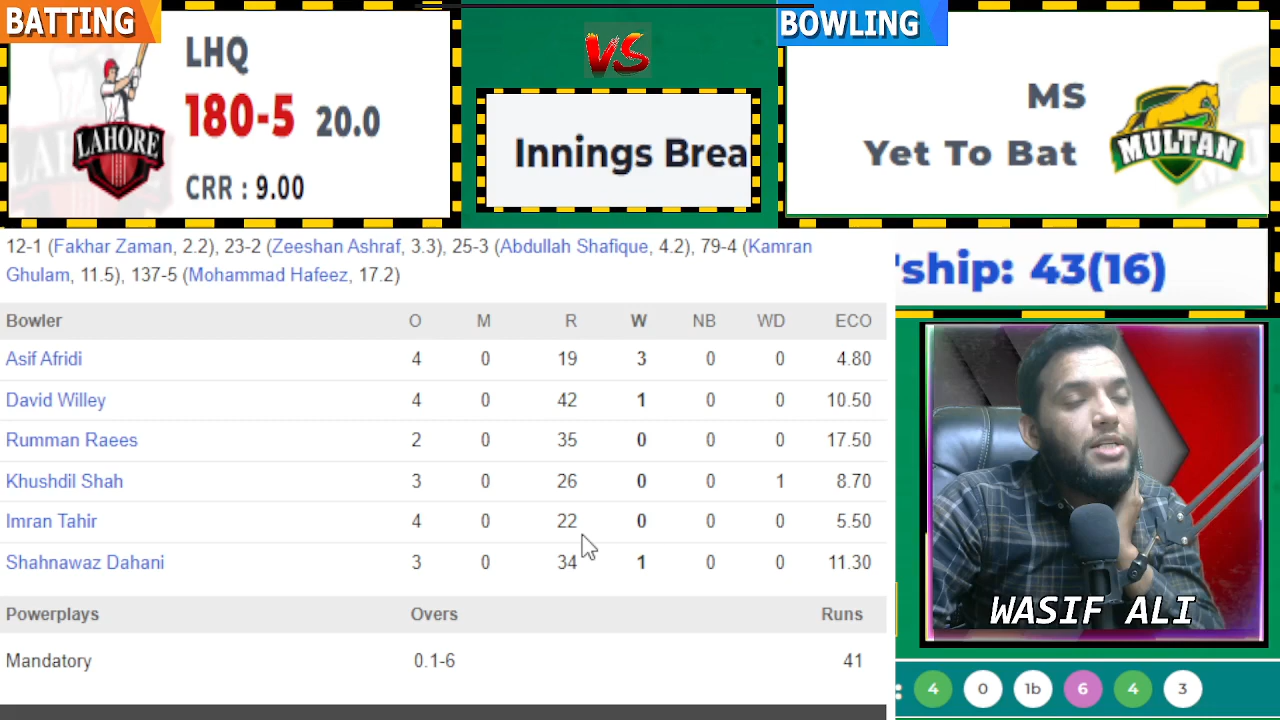 BATTING
LHQ
180-5 20.0
CRR : 9.00
LAHORE
VS
Innings Brea
BOWLING
MS
Yet To Bat
MULTAN
12-1 (Fakhar Zaman, 2.2), 23-2 (Zeeshan Ashraf, 3.3), 25-3 (Abdullah Shafique, 4.2), 79-4 (Kamran
Ghulam, 11.5), 137-5 (Mohammad Hafeez, 17.2)
'ship: 43(16)
Bowler O M R W NB WD ECO
Asif Afridi 4 0 19 3 0 0 4.80
David Willey 4 0 42 1 0 0 10.50
Rumman Raees 2 0 35 0 0 0 17.50
Khushdil Shah 3 0 26 0 0 1 8.70
Imran Tahir 4 0 22 0 0 0 5.50
Shahnawaz Dahani 3 0 34 1 0 0 11.30
Powerplays Overs Runs
Mandatory 0.1-6 41
WASIF ALI
: 4 0 1b 6 4 3